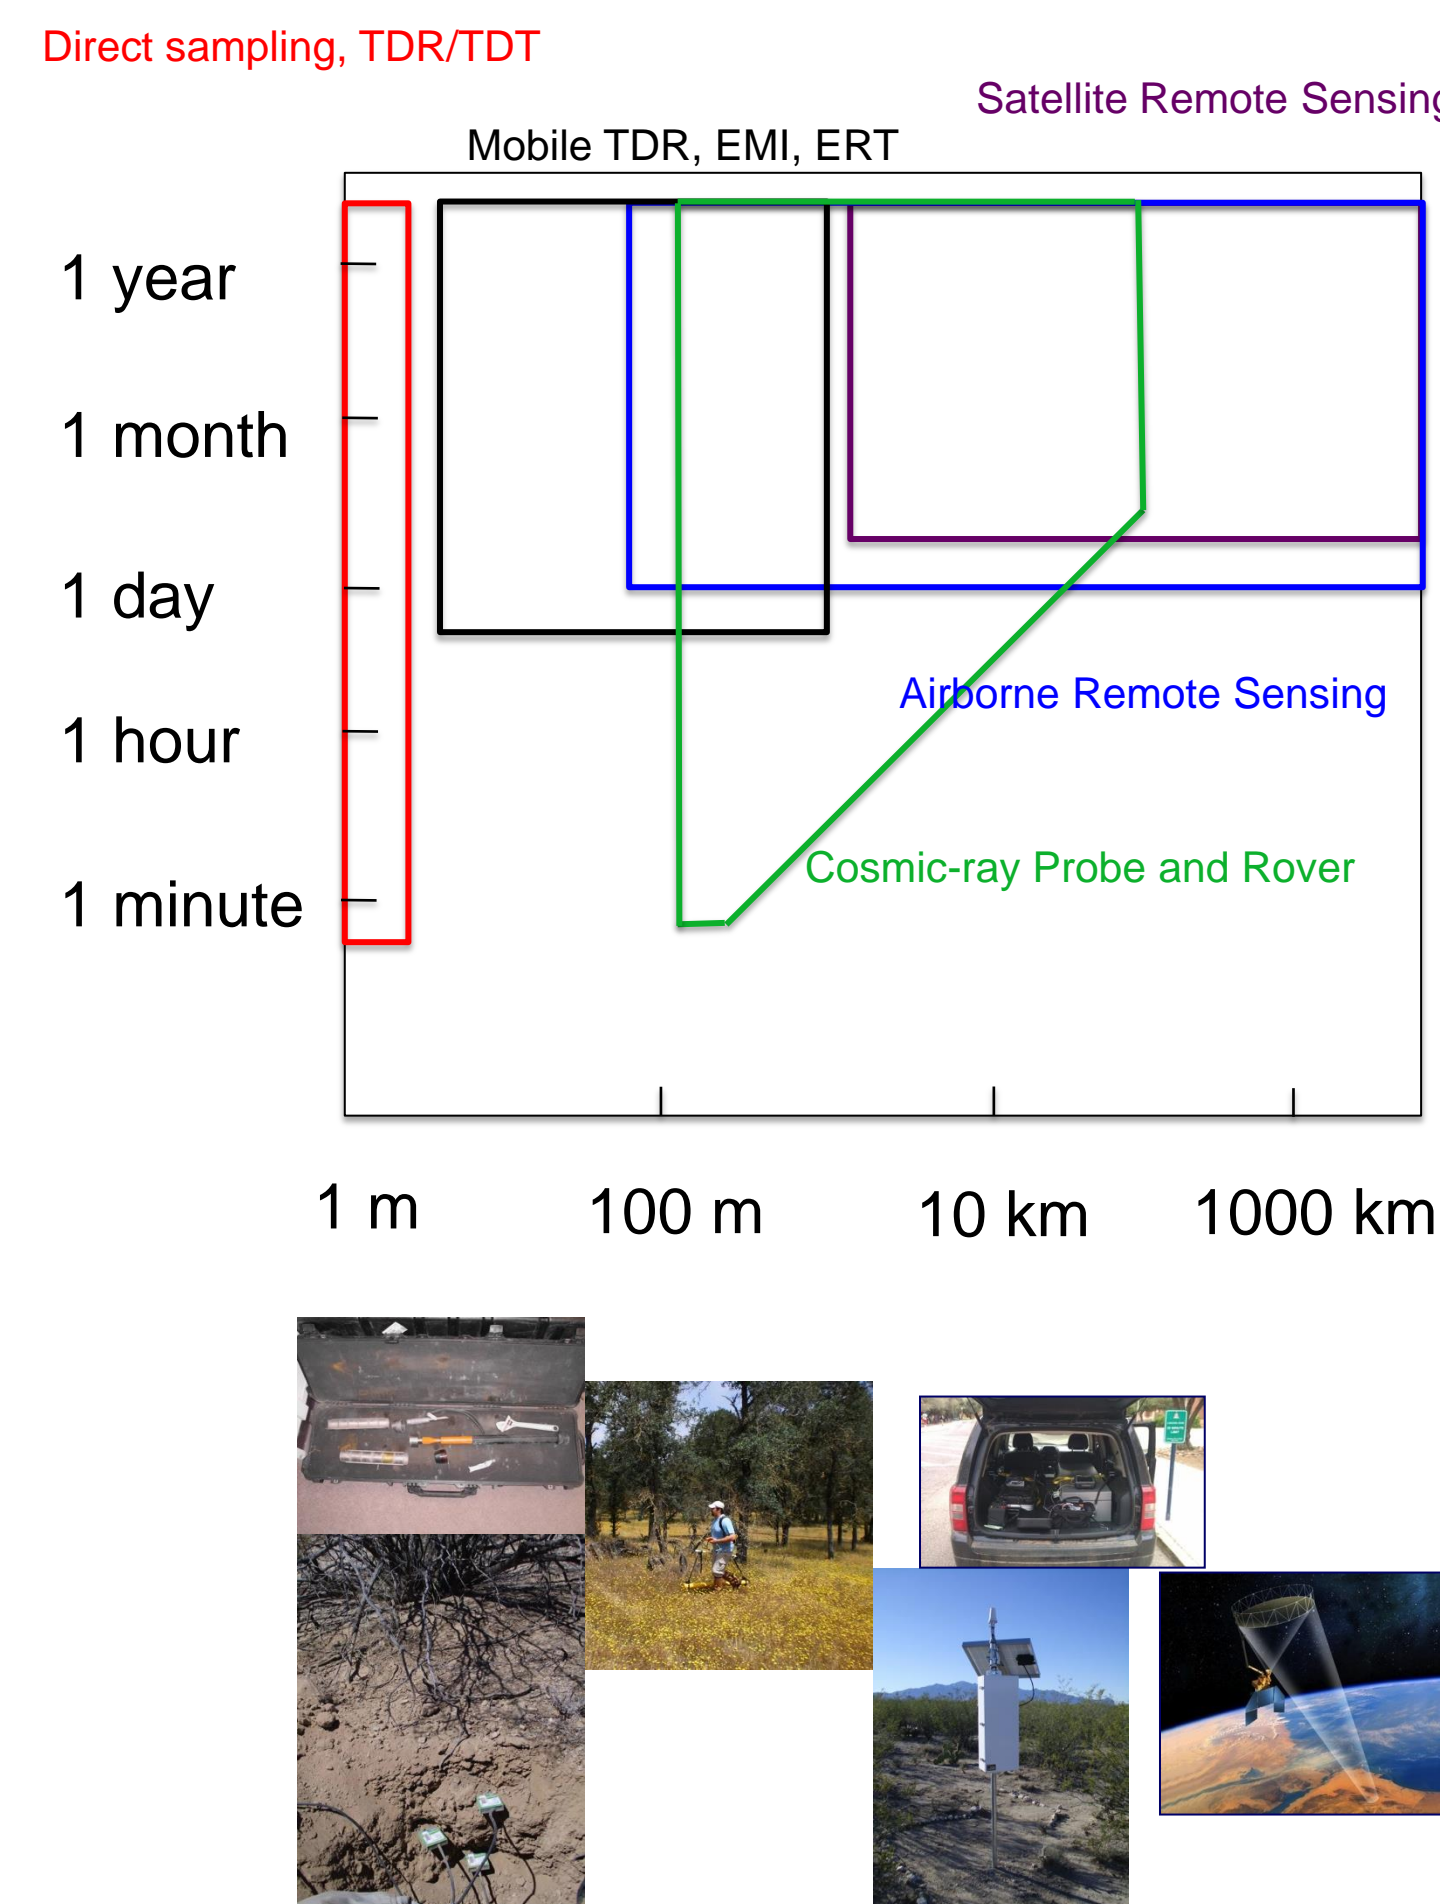 Direct sampling, TDR/TDT
Satellite Remote Sensing
Mobile TDR, EMI, ERT
1 year
1 month
1 day
1 hour
1 minute
Airborne Remote Sensing
Cosmic-ray Probe and Rover
1 m
100 m
10 km
1000 km